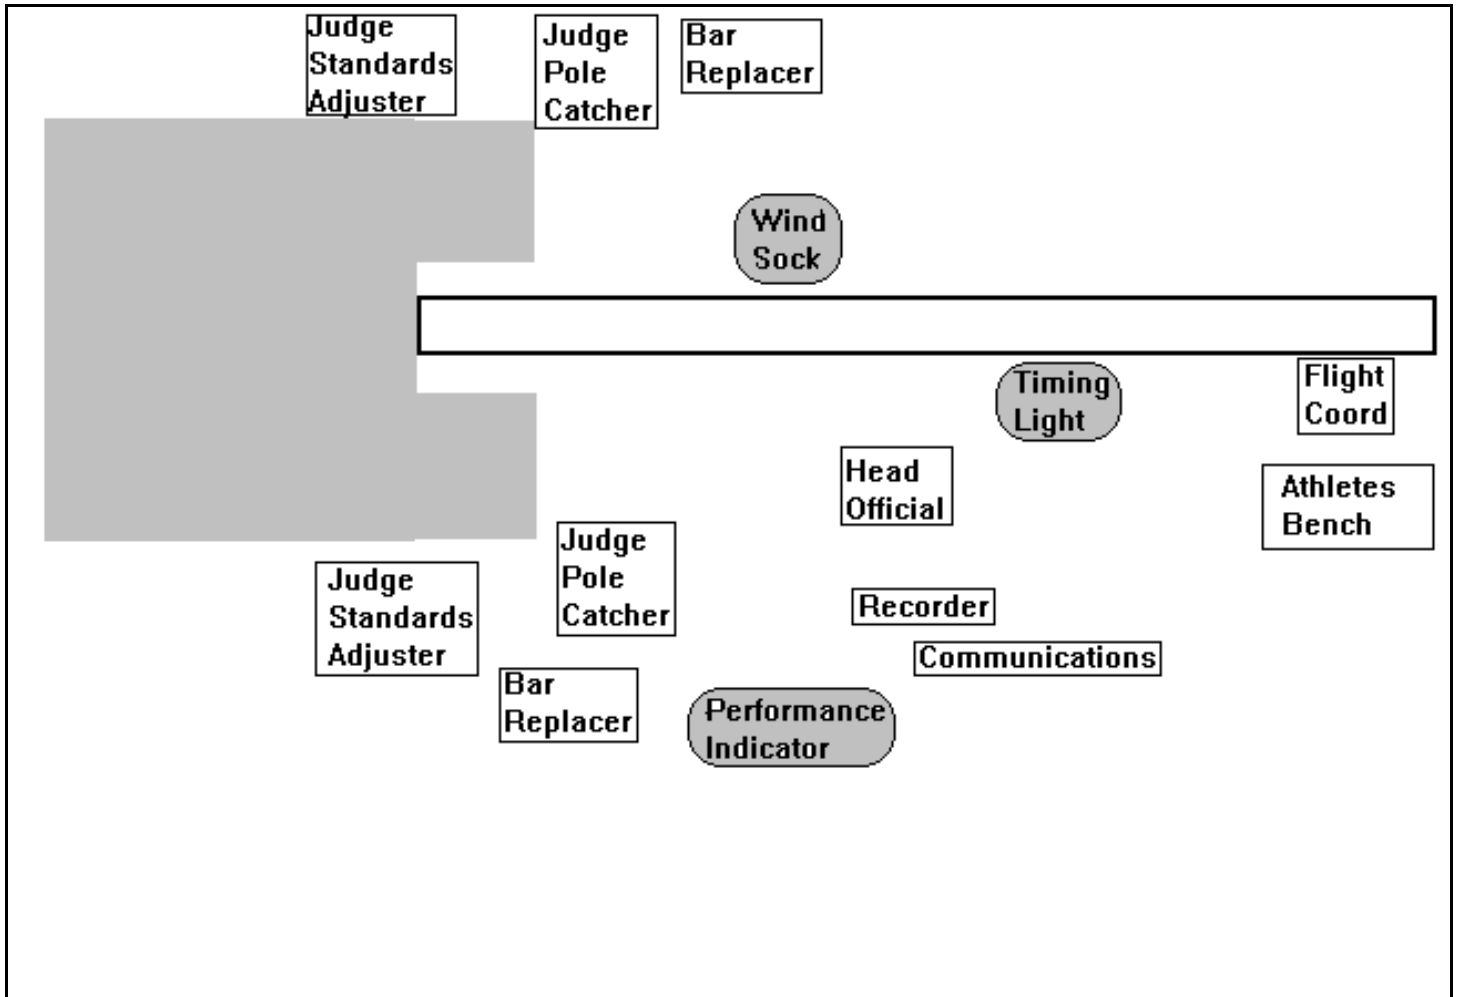 Judge
Standards
Adjuster
Judge
Pole
Catcher
Bar
Replacer
Wind
Sock
Timing
Light
Flight
Coord
Head
Official
Athletes
Bench
Judge
Pole
Catcher
Judge
Standards
Adjuster
Recorder
Communications
Bar
Replacer
Performance
Indicator